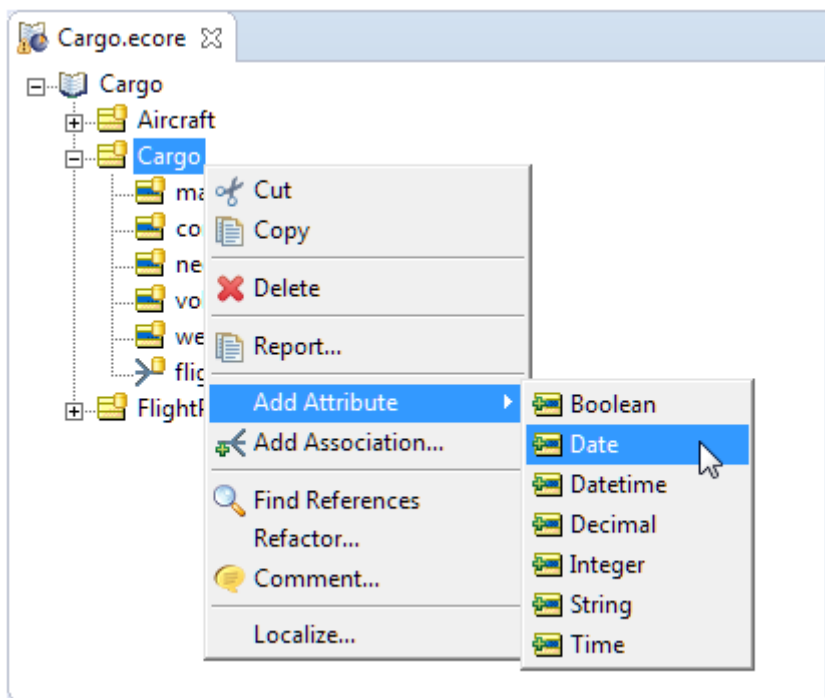 Cargo.ecore
Cargo
Aircraft
Cargo
Cut
Copy
Delete
Report...
Add Attribute
Add Association...
Find References
Refactor...
Comment...
Localize...
Boolean
Date
Datetime
Decimal
Integer
String
Time